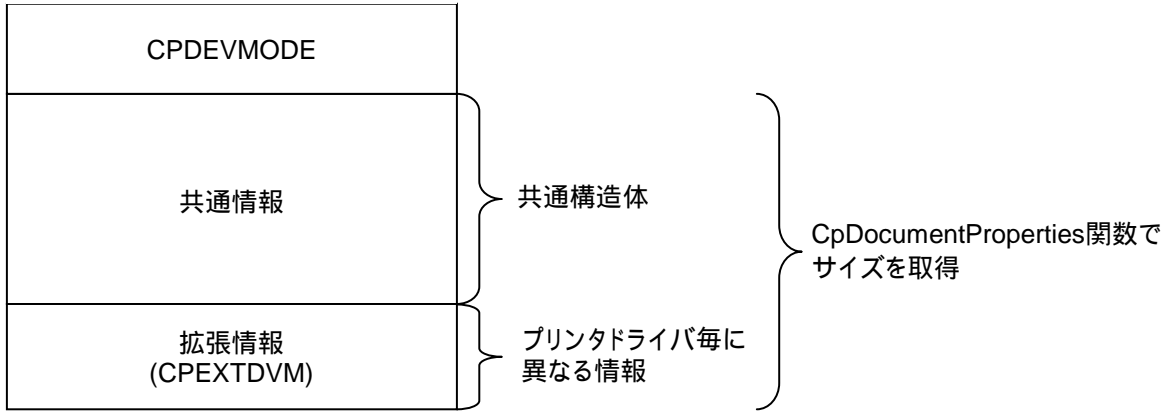 CPDEVMODE
共通情報
共通構造体
CpDocumentProperties関数で
サイズを取得
拡張情報
(CPEXTDVM)
プリンタドライバ毎に
異なる情報